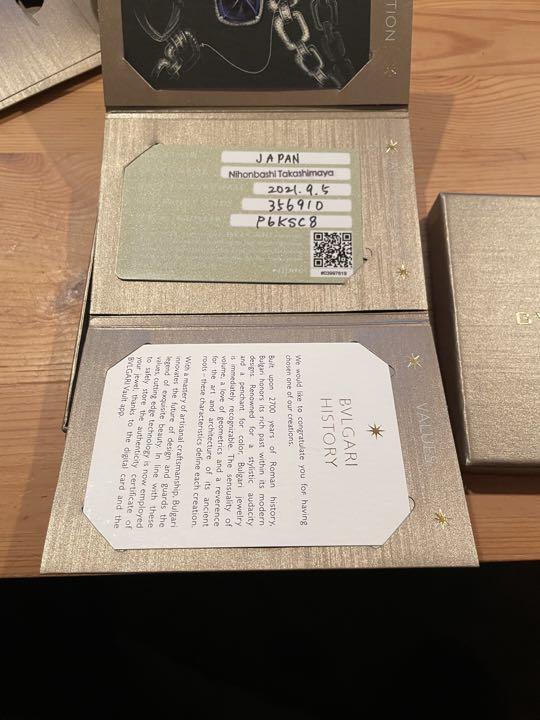 JAPAN
Nihonbashi Takashimaya
2021.9.5
356910
P6KSC8
BVLGARI
HISTORY
We would like to congratulate you for having
chosen one of our creations.
Built upon 2700 years of Roman history,
Bulgari honors its rich past within its modern
designs. Renowned for a stylistic audacity
and a penchant for color, Bulgari jewelry
is immediately recognizable. The sensuality of
volume, a love of geometrics and a reverence
for the art and architecture of its ancient
roots – these characteristics define each creation.
With a mastery of artisanal craftsmanship, Bulgari
innovates the future of design and guards the
legend of exquisite beauty. In line with these
values, cutting edge technology is now employed
to safely store the authenticity certificate of
your jewel, thanks to the digital card and the
BVLGARI Vault app.